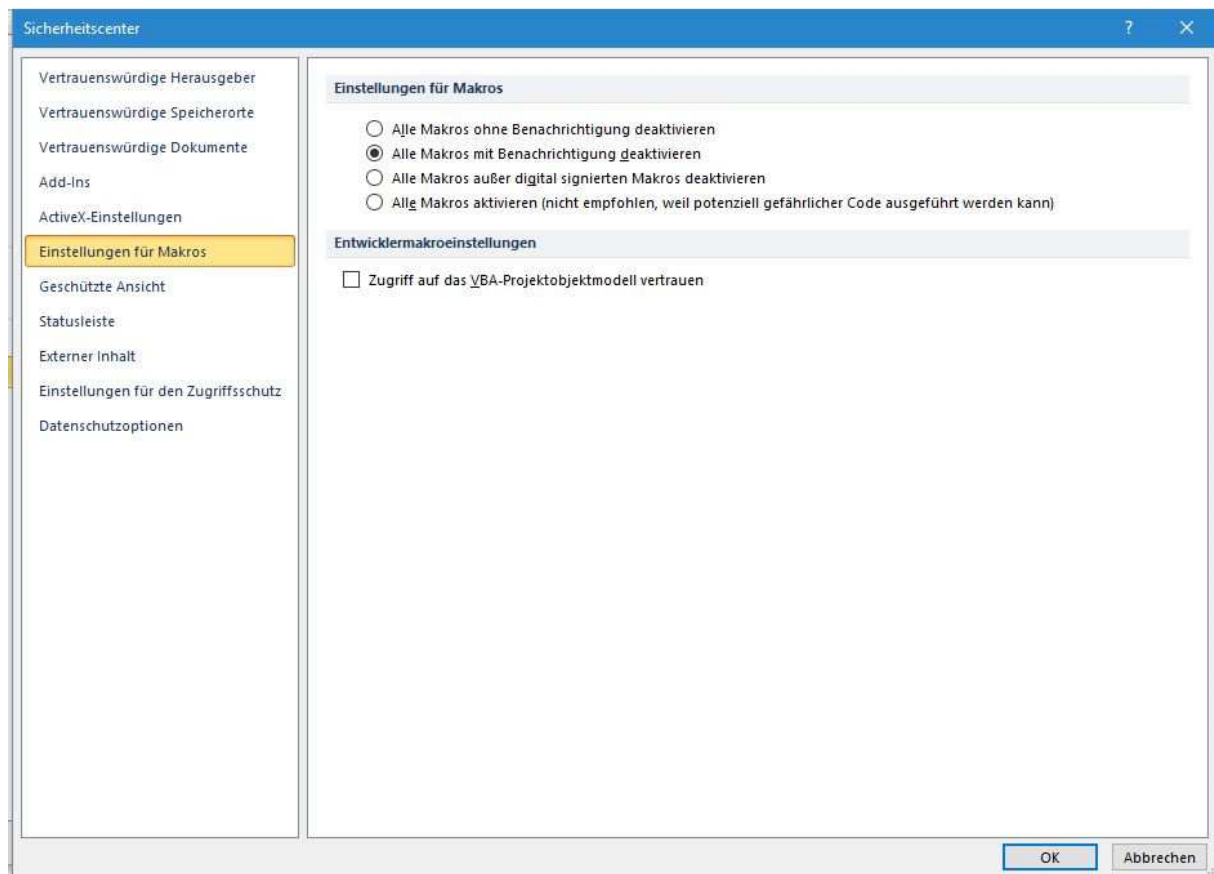 Sicherheitscenter
Vertrauenswürdige Herausgeber
Vertrauenswürdige Speicherorte
Vertrauenswürdige Dokumente
Add-Ins
ActiveX-Einstellungen
Einstellungen für Makros
Geschützte Ansicht
Statusleiste
Externer Inhalt
Einstellungen für den Zugriffsschutz
Datenschutzoptionen
Einstellungen für Makros
Alle Makros ohne Benachrichtigung deaktivieren
Alle Makros mit Benachrichtigung deaktivieren
Alle Makros außer digital signierten Makros deaktivieren
Alle Makros aktivieren (nicht empfohlen, weil potenziell gefährlicher Code ausgeführt werden kann)
Entwicklermakroeinstellungen
Zugriff auf das VBA-Projektobjektmodell vertrauen
OK
Abbrechen